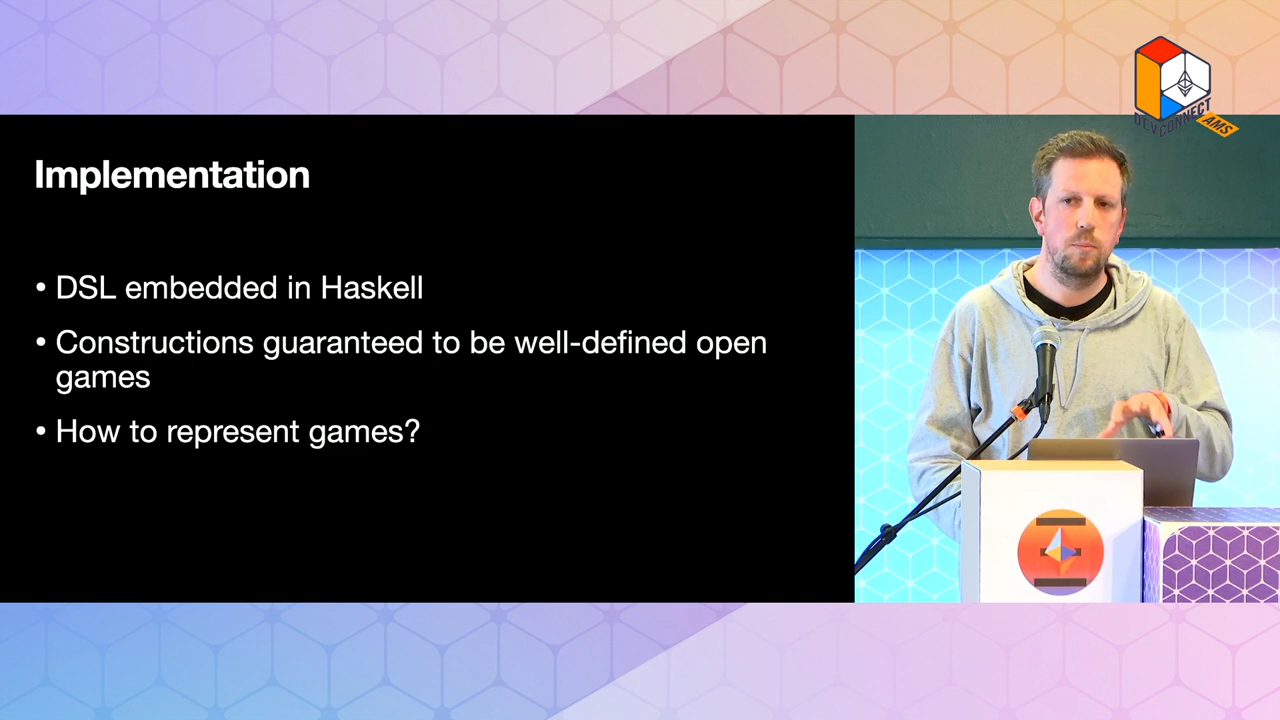 DEVCONNECT
AMS
Implementation
• DSL embedded in Haskell
• Constructions guaranteed to be well-defined open
games
• How to represent games?